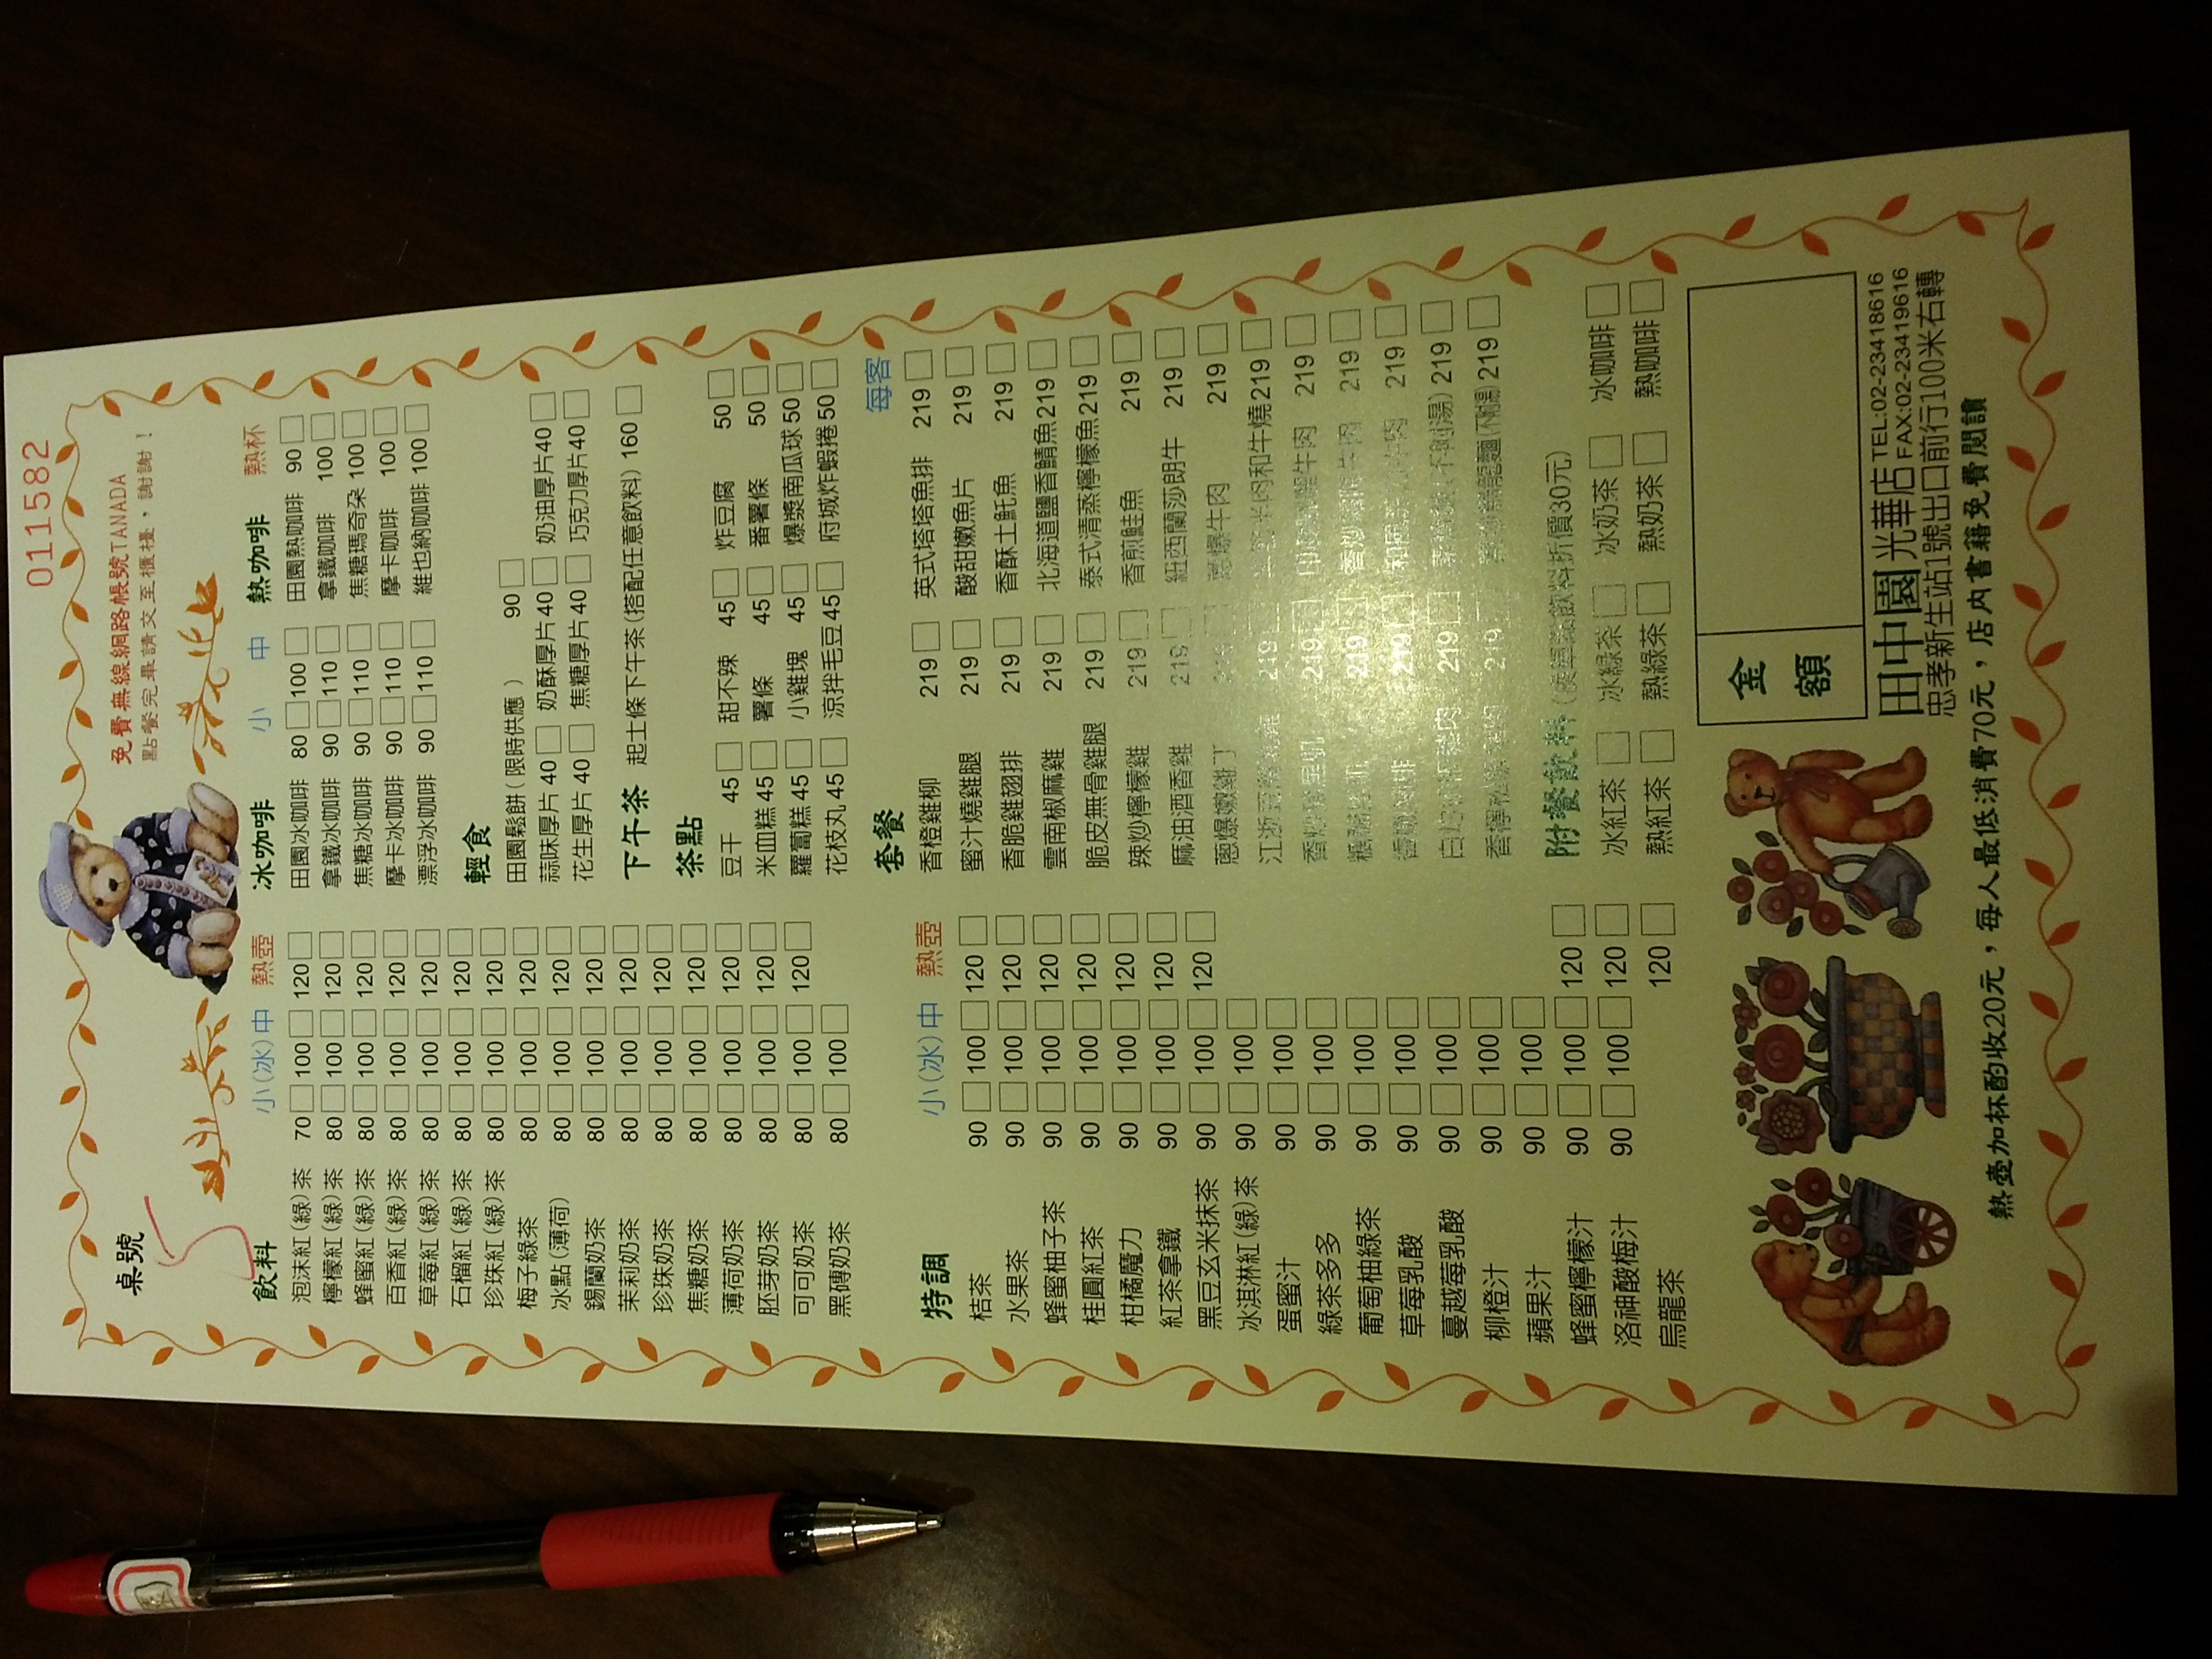 011582
桌號
5
免費無線網路帳號TANADA
點餐完畢請交至櫃檯，謝謝！
飲料 小(冰)中 熱壺
泡沫紅(綠)茶 70 100 120
檸檬紅(綠)茶 80 100 120
蜂蜜紅(綠)茶 80 100 120
百香紅(綠)茶 80 100 120
草莓紅(綠)茶 80 100 120
石榴紅(綠)茶 80 100 120
珍珠紅(綠)茶 80 100 120
梅子綠茶 80 100 120
冰點(薄荷) 80 100 120
錫蘭奶茶 80 100 120
茉莉奶茶 80 100 120
珍珠奶茶 80 100 120
焦糖奶茶 80 100 120
薄荷奶茶 80 100 120
胚芽奶茶 80 100 120
可可奶茶 80 100 120
黑磚奶茶 80 100
特調 小(冰)中 熱壺
桔茶 90 100 120
水果茶 90 100 120
蜂蜜柚子茶 90 100 120
桂圓紅茶 90 100 120
柑橘魔力 90 100 120
紅茶拿鐵 90 100 120
黑豆玄米抹茶 90 100 120
冰淇淋紅(綠)茶 90 100
蛋蜜汁 90 100
綠茶多多 90 100
葡萄柚綠茶 90 100
草莓乳酸 90 100
蔓越莓乳酸 90 100
柳橙汁 90 100
蘋果汁 90 100
蜂蜜檸檬汁 90 100 120
洛神酸梅汁 90 100 120
烏龍茶 120
冰咖啡 小 中 熱咖啡 熱杯
田園冰咖啡 80 100 田園熱咖啡 90
拿鐵冰咖啡 90 110 拿鐵咖啡 100
焦糖冰咖啡 90 110 焦糖瑪奇朵 100
摩卡冰咖啡 90 110 摩卡咖啡 100
漂浮冰咖啡 90 110 維也納咖啡 100
輕食
田園鬆餅(限時供應) 90
蒜味厚片 40 奶酥厚片 40 奶油厚片 40
花生厚片 40 焦糖厚片 40 巧克力厚片 40
下午茶 起士條下午茶(搭配任意飲料) 160
茶點
豆干 45 甜不辣 45 炸豆腐 50
米血糕 45 薯條 45 番薯條 50
蘿蔔糕 45 小雞塊 45 爆漿南瓜球 50
花枝丸 45 涼拌毛豆 45 府城炸蝦捲 50
套餐 每客
香橙雞柳 219 英式塔塔魚排 219
蜜汁燒雞腿 219 酸甜嫩魚片 219
香脆雞翅排 219 香酥土魠魚 219
雲南椒麻雞 219 北海道鹽香鯖魚 219
脆皮無骨雞腿 219 泰式清蒸檸檬魚 219
辣炒檸檬雞 219 香煎鮭魚 219
麻油酒香雞 219 紐西蘭莎朗牛 219
蔥爆嫩雞丁 219 蔥爆牛肉 219
江浙 219 和牛燒 219
219 牛肉 219
219 香炒 牛肉 219
219 和風 牛肉 219
219 (不附湯) 219
219 烏龍麵(不附湯) 219
附餐飲料 (換單點飲料折價30元)
冰紅茶 冰綠茶 冰奶茶 冰咖啡
熱紅茶 熱綠茶 熱奶茶 熱咖啡
金額
田中園 光華店 TEL:02-23418616
FAX:02-23419616
忠孝新生站1號出口前行100米右轉
熱壺加杯酌收20元，每人最低消費70元，店內書籍免費閱讀